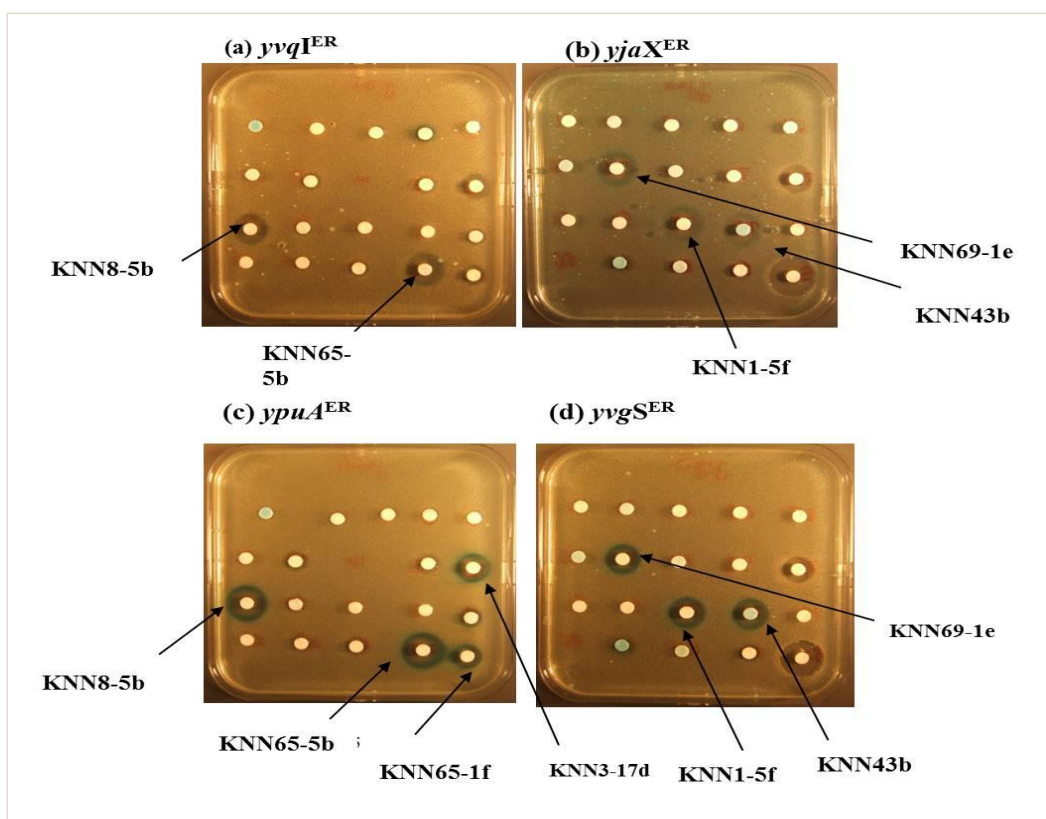 (a) yvqI^ER
(b) yjaX^ER
KNN8-5b
KNN65-
5b
KNN69-1e
KNN43b
KNN1-5f
(c) ypuA^ER
(d) yvgS^ER
KNN8-5b
KNN65-5b
KNN65-1f
KNN3-17d
KNN1-5f
KNN43b
KNN69-1e